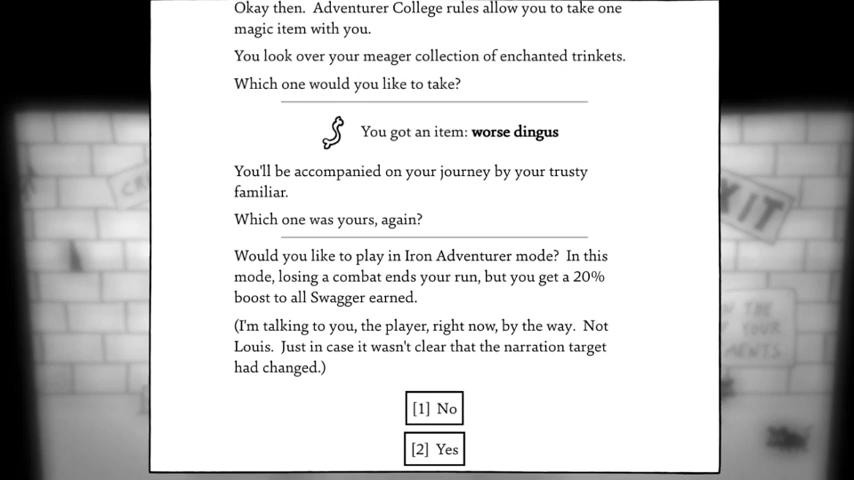 Okay then.  Adventurer College rules allow you to take one
magic item with you.
You look over your meager collection of enchanted trinkets.
Which one would you like to take?
You got an item: worse dingus
You'll be accompanied on your journey by your trusty
familiar.
Which one was yours, again?
Would you like to play in Iron Adventurer mode?  In this
mode, losing a combat ends your run, but you get a 20%
boost to all Swagger earned.
(I'm talking to you, the player, right now, by the way.  Not
Louis.  Just in case it wasn't clear that the narration target
had changed.)
[1] No
[2] Yes
XIT
THE
YOUR
MENTS